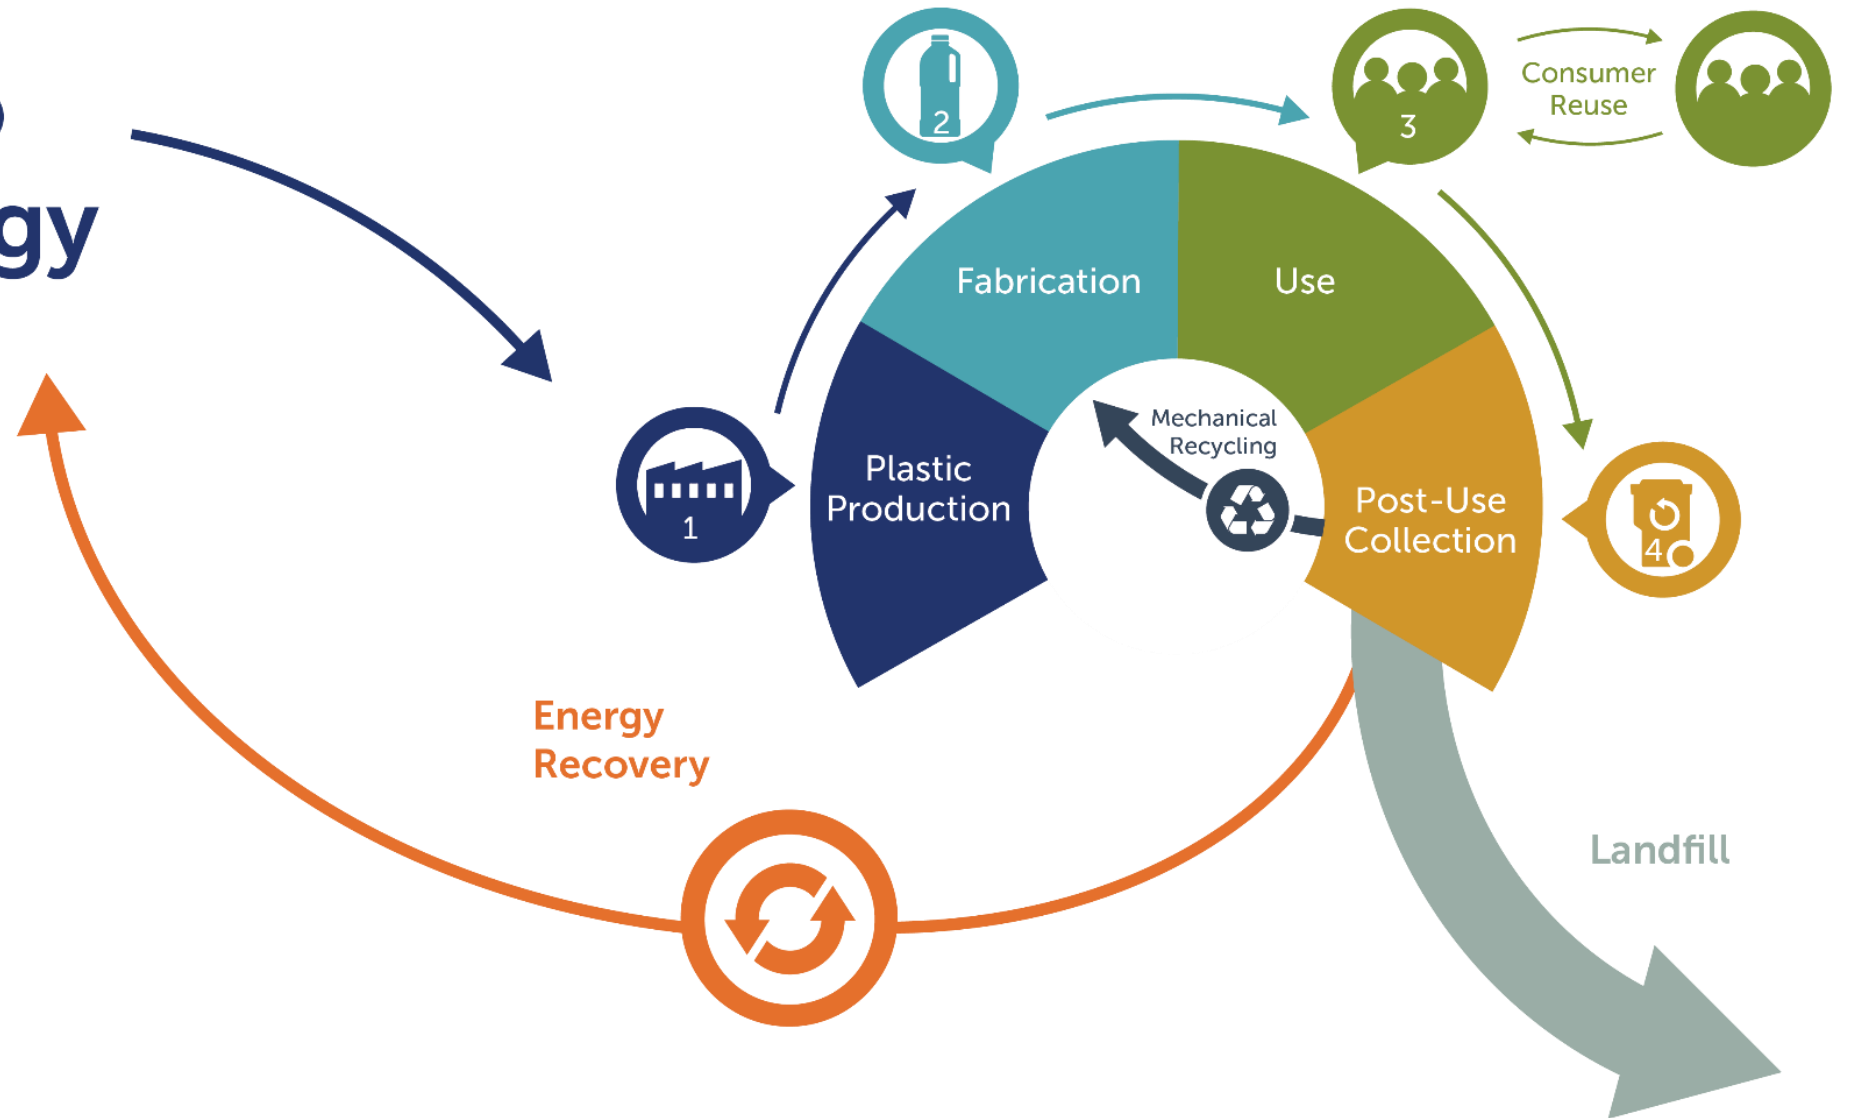 gy
2
3
Consumer
Reuse
Fabrication
Use
Mechanical
Recycling
Plastic
Production
1
Post-Use
Collection
4
Energy
Recovery
Landfill